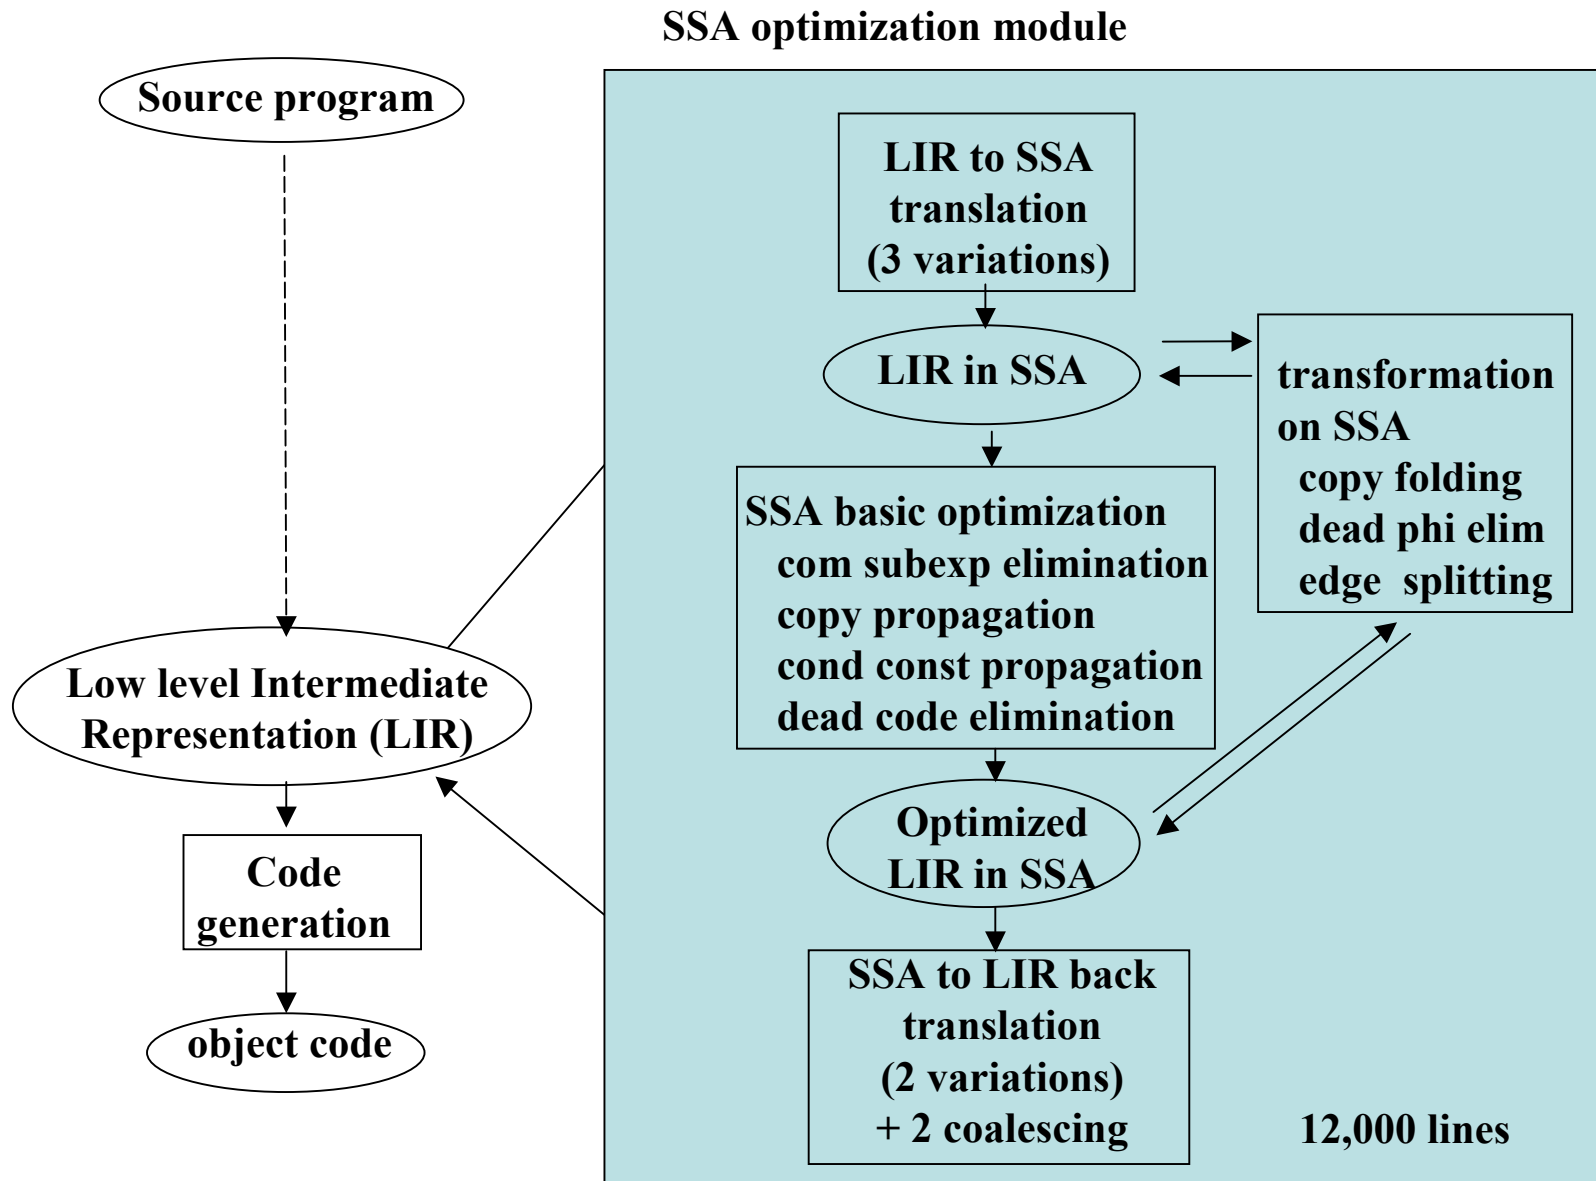 SSA optimization module
Source program
LIR to SSA
translation
(3 variations)
LIR in SSA
transformation
on SSA
copy folding
dead phi elim
edge splitting
SSA basic optimization
com subexp elimination
copy propagation
cond const propagation
dead code elimination
Low level Intermediate
Representation (LIR)
Optimized
LIR in SSA
Code
generation
SSA to LIR back
translation
(2 variations)
+ 2 coalescing
object code
12,000 lines